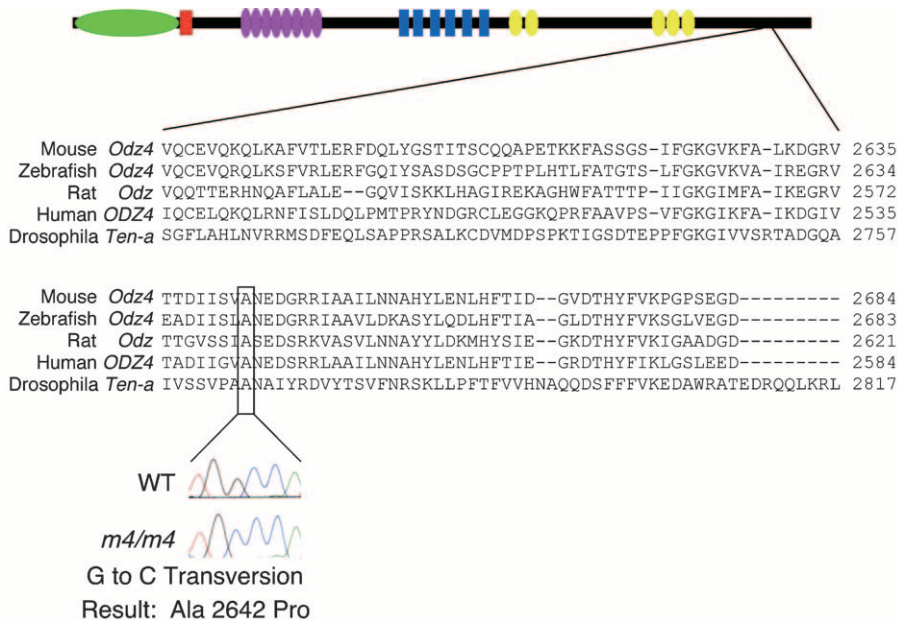 Mouse Odz4 VQCEVQKQLKAFVTLERFDQLYGSTITSCQQAPETKKFASSGS-IFGKGVKFA-LKDGRV 2635
Zebrafish Odz4 VQCEVQRQLKSFVRLERFGQIYSASDSGCPPTPLHTLFATGTS-LFGKGVKVA-IREGRV 2634
Rat Odz VQQTTERHNQAFLALE--GQVISKKLHAGIREKAGHWFATTTP-IIGKGIMFA-IKEGRV 2572
Human ODZ4 IQCELQKQLRNFISLDQLPMTPRYNDGRCLEGGKQPRFAAVPS-VFGKGIKFA-IKDGIV 2535
Drosophila Ten-a SGFLAHLNVRRMSDFEQLSAPPRSALKCDVMDPSPKTIGSDTEPPFGKGIVVSRTADGQA 2757
Mouse Odz4 TTDIISVANEDGRRIAAILNNAHYLENLHFTID--GVDTHYFVKPGPSEGD--------- 2684
Zebrafish Odz4 EADIISLANEDGRRIAAVLDKASYLQDLHFTIA--GLDTHYFVKSGLVEGD--------- 2683
Rat Odz TTGVSSIASEDSRKVASVLNNAYYLDKMHYSIE--GKDTHYFVKIGAADGD--------- 2621
Human ODZ4 TADIIGVANEDSRRLAAILNNAHYLENLHFTIE--GRDTHYFIKLGSLEED--------- 2584
Drosophila Ten-a IVSSVPAANAIYRDVYTSVFNRSKLLPFTFVVHNAQQDSFFFVKEDAWRATEDRQQLKRL 2817
WT
m4/m4
G to C Transversion
Result: Ala 2642 Pro